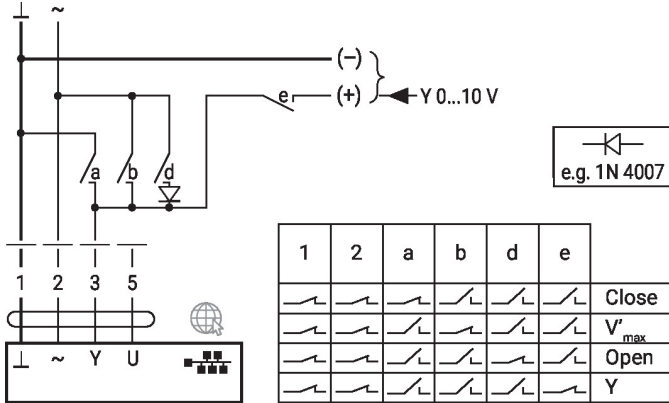 ⊥ ~
(–)
e (+) Y 0...10 V
a b d
e.g. 1N 4007
1 2 3 5
⊥ ~ Y U
1 2 a b d e
Close
V'max
Open
Y